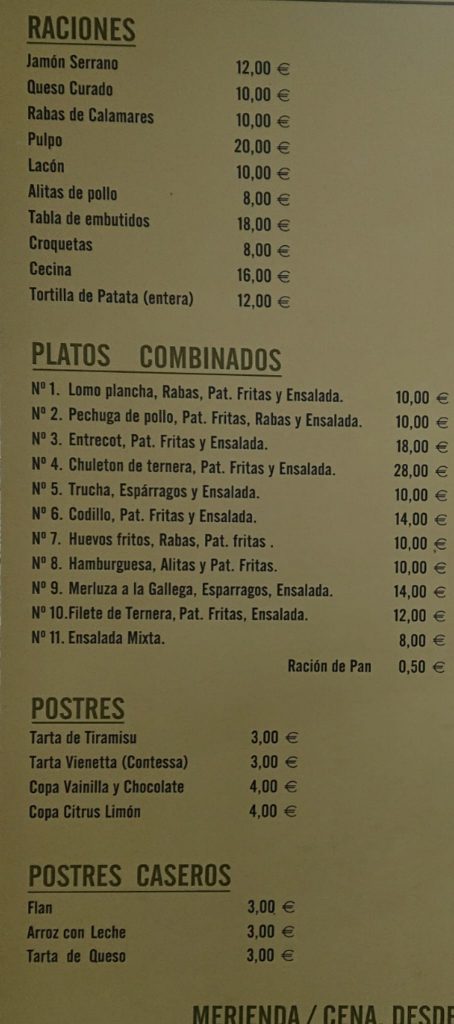 RACIONES
Jamón Serrano 12,00 €
Queso Curado 10,00 €
Rabas de Calamares 10,00 €
Pulpo 20,00 €
Lacón 10,00 €
Alitas de pollo 8,00 €
Tabla de embutidos 18,00 €
Croquetas 8,00 €
Cecina 16,00 €
Tortilla de Patata (entera) 12,00 €
PLATOS COMBINADOS
Nº 1. Lomo plancha, Rabas, Pat. Fritas y Ensalada. 10,00 €
Nº 2. Pechuga de pollo, Pat. Fritas, Rabas y Ensalada. 10,00 €
Nº 3. Entrecot, Pat. Fritas y Ensalada. 18,00 €
Nº 4. Chuleton de ternera, Pat. Fritas y Ensalada. 28,00 €
Nº 5. Trucha, Espárragos y Ensalada. 10,00 €
Nº 6. Codillo, Pat. Fritas y Ensalada. 14,00 €
Nº 7. Huevos fritos, Rabas, Pat. fritas . 10,00 €
Nº 8. Hamburguesa, Alitas y Pat. Fritas. 10,00 €
Nº 9. Merluza a la Gallega, Esparragos, Ensalada. 14,00 €
Nº 10.Filete de Ternera, Pat. Fritas, Ensalada. 12,00 €
Nº 11. Ensalada Mixta. 8,00 €
Ración de Pan 0,50 €
POSTRES
Tarta de Tiramisu 3,00 €
Tarta Vienetta (Contessa) 3,00 €
Copa Vainilla y Chocolate 4,00 €
Copa Citrus Limón 4,00 €
POSTRES CASEROS
Flan 3,00 €
Arroz con Leche 3,00 €
Tarta de Queso 3,00 €
MERIENDA / CENA DESDE